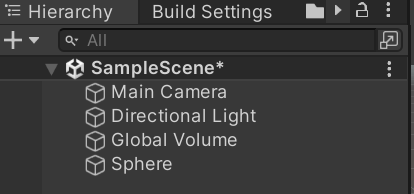 Hierarchy Build Settings
All
SampleScene*
Main Camera
Directional Light
Global Volume
Sphere